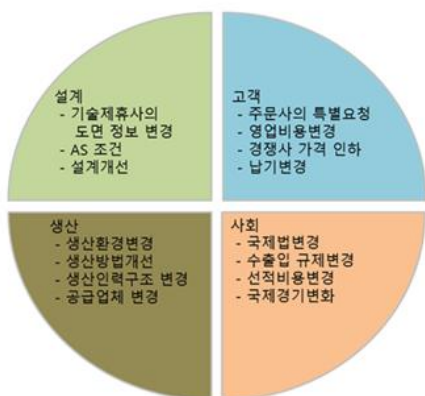 설계
- 기술제휴사의
도면 정보 변경
- AS 조건
- 설계개선
고객
- 주문사의 특별요청
- 영업비용변경
- 경쟁사 가격 인하
- 납기변경
생산
- 생산환경변경
- 생산방법개선
- 생산인력구조 변경
- 공급업체 변경
사회
- 국제법변경
- 수출입 규제변경
- 선적비용변경
- 국제경기변화